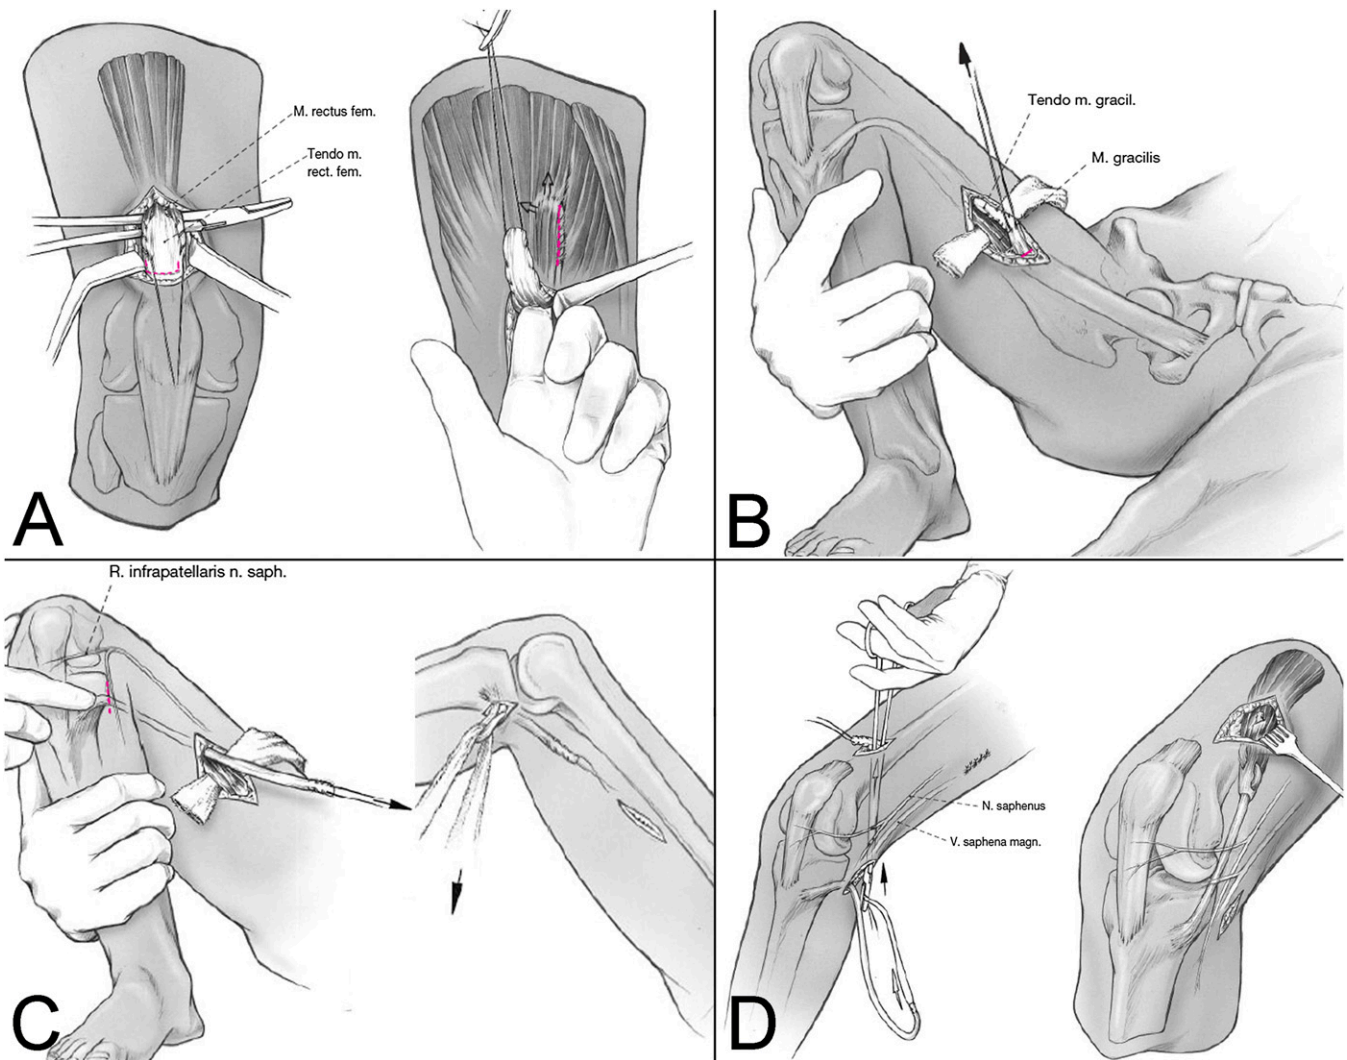 M. rectus fem.
Tendo m.
rect. fem.
A
Tendo m. gracil.
M. gracilis
B
R. infrapatellaris n. saph.
C
N. saphenus
V. saphena magn.
D